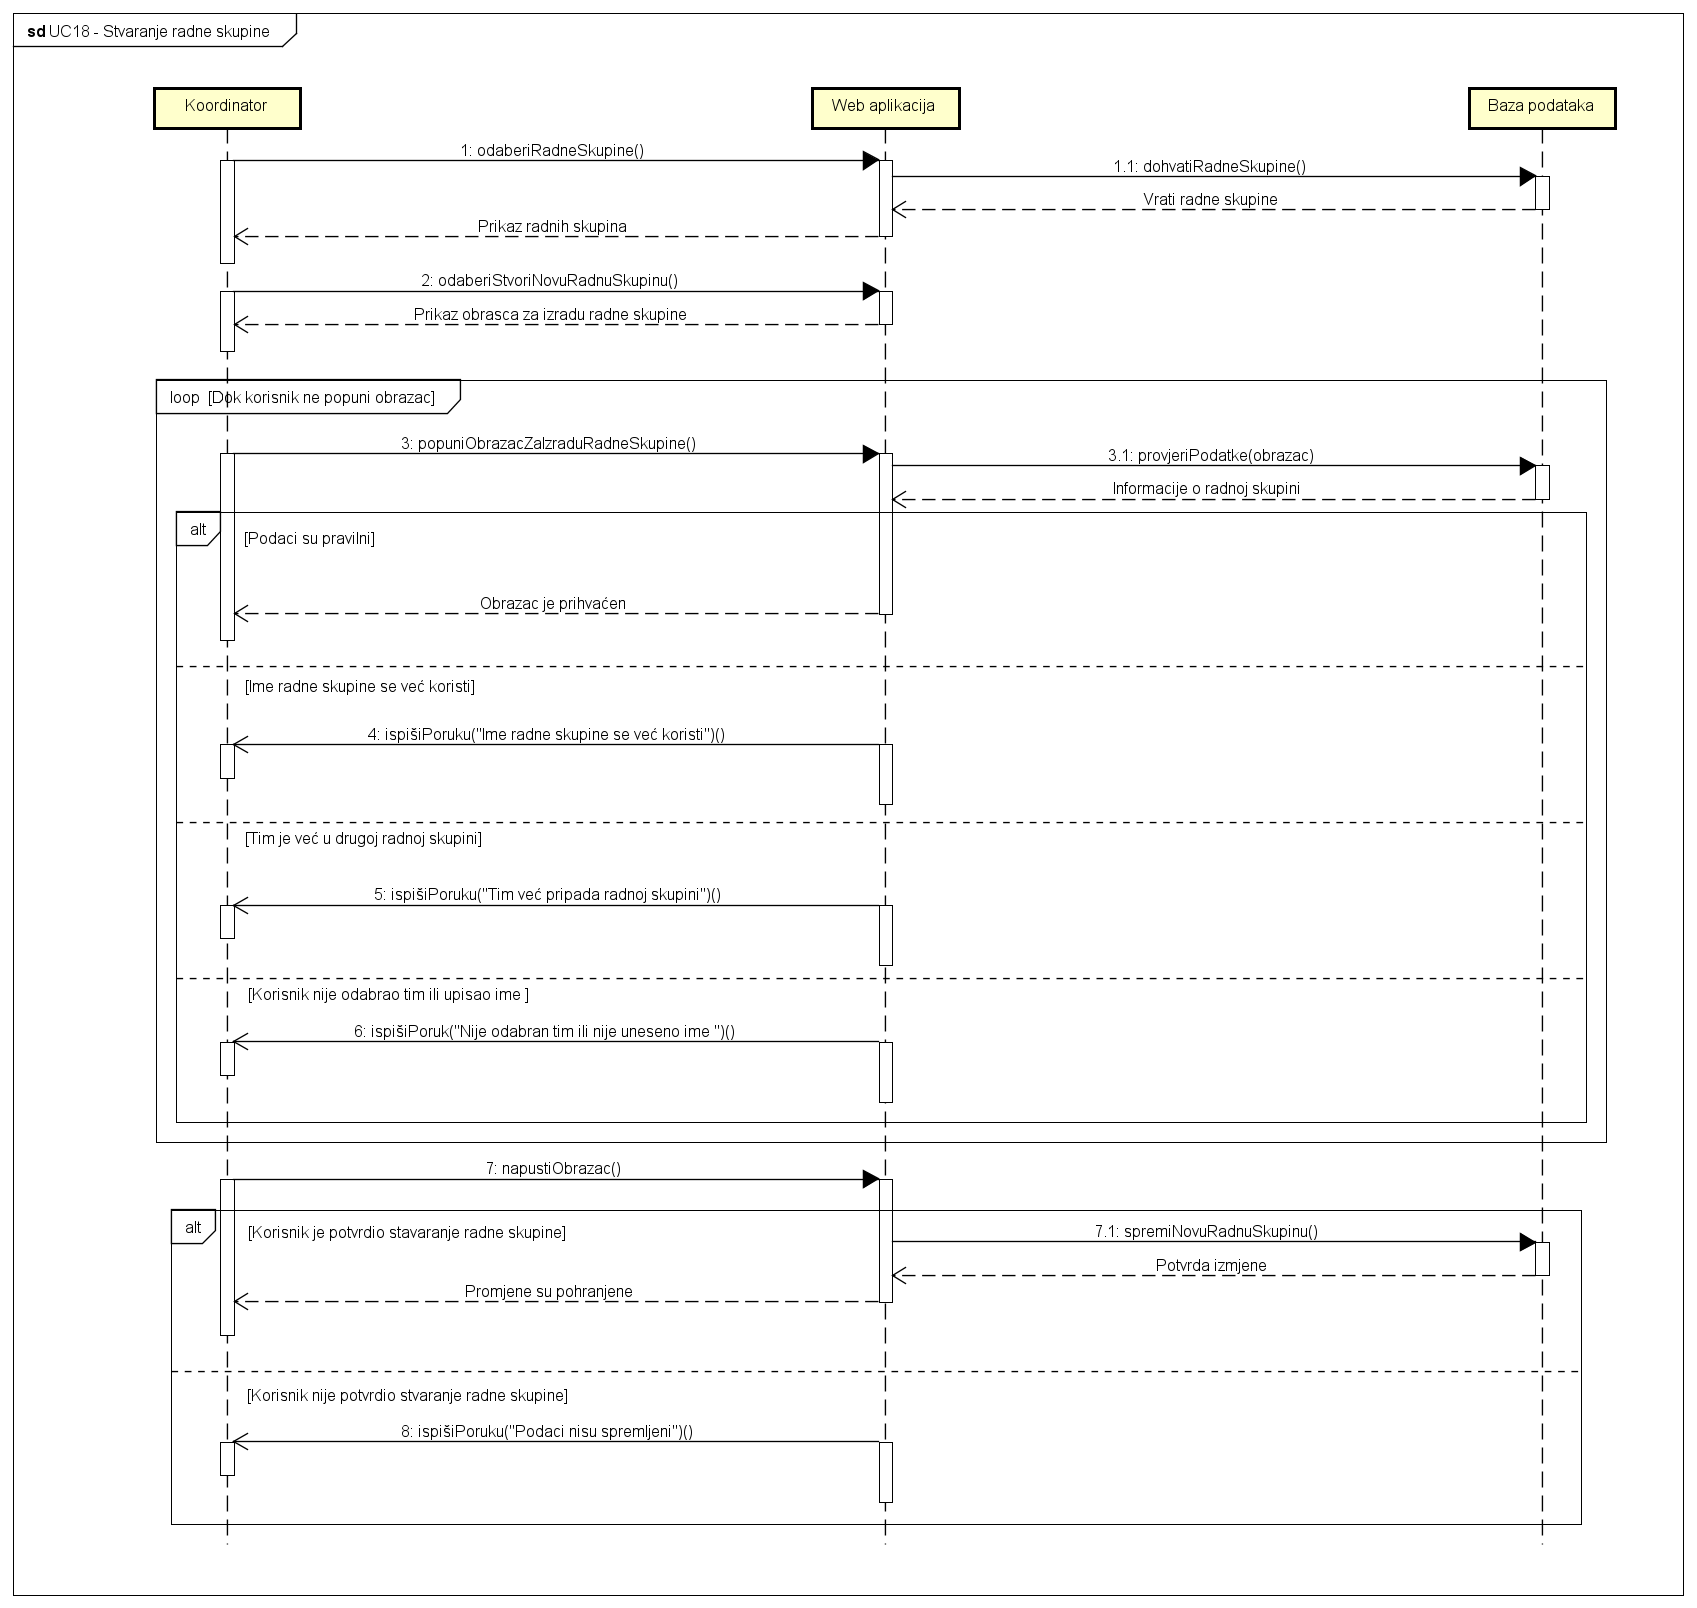 sd UC18 - Stvaranje radne skupine
Koordinator
Web aplikacija
Baza podataka
1: odaberiRadneSkupine()
1.1: dohvatiRadneSkupine()
Vrati radne skupine
Prikaz radnih skupina
2: odaberiStvoriNovuRadnuSkupinu()
Prikaz obrasca za izradu radne skupine
loop [Dok korisnik ne popuni obrazac]
3: popuniObrazacZaIzraduRadneSkupine()
3.1: provjeriPodatke(obrazac)
Informacije o radnoj skupini
alt
[Podaci su pravilni]
Obrazac je prihvaćen
[Ime radne skupine se već koristi]
4: ispišiPoruku("Ime radne skupine se već koristi")()
[Tim je već u drugoj radnoj skupini]
5: ispišiPoruku("Tim već pripada radnoj skupini")()
[Korisnik nije odabrao tim ili upisao ime ]
6: ispišiPoruk("Nije odabran tim ili nije uneseno ime ")()
7: napustiObrazac()
alt
[Korisnik je potvrdio stavaranje radne skupine]
7.1: spremiNovuRadnuSkupinu()
Potvrda izmjene
Promjene su pohranjene
[Korisnik nije potvrdio stvaranje radne skupine]
8: ispišiPoruku("Podaci nisu spremljeni")()